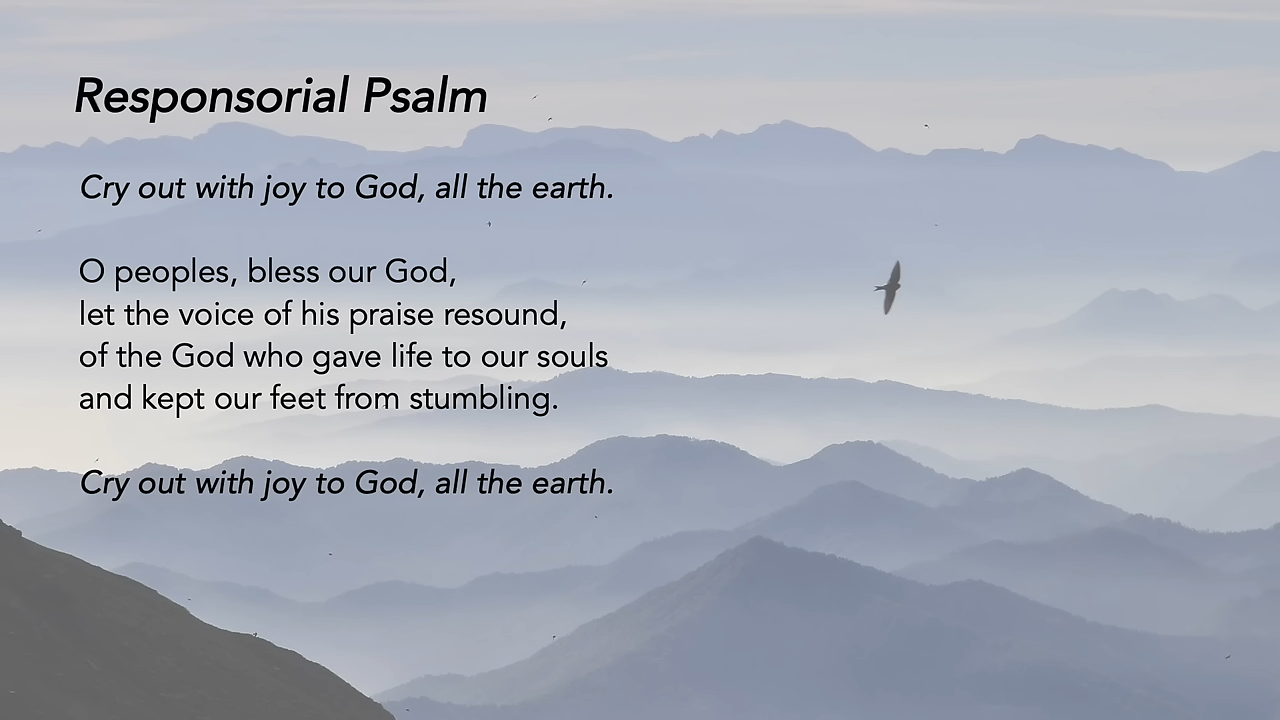 Responsorial Psalm
Cry out with joy to God, all the earth.
O peoples, bless our God,
let the voice of his praise resound,
of the God who gave life to our souls
and kept our feet from stumbling.
Cry out with joy to God, all the earth.